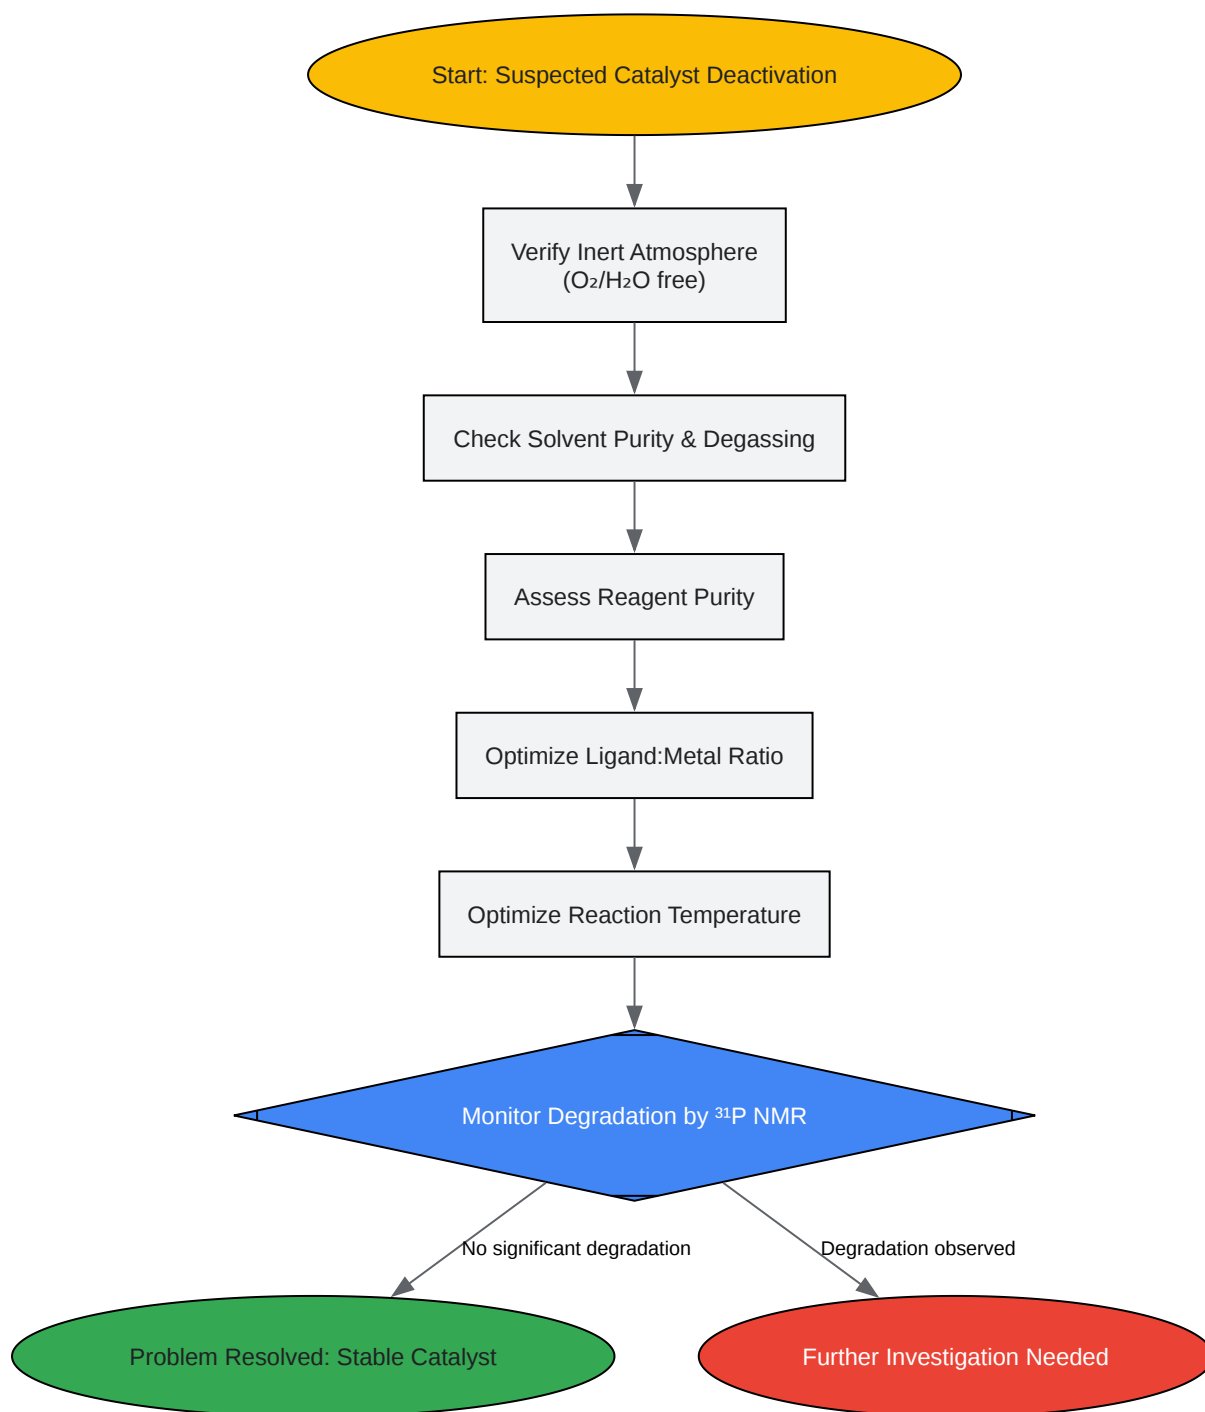 Start: Suspected Catalyst Deactivation
Verify Inert Atmosphere
(O₂/H₂O free)
Check Solvent Purity & Degassing
Assess Reagent Purity
Optimize Ligand:Metal Ratio
Optimize Reaction Temperature
Monitor Degradation by ³¹P NMR
No significant degradation
Degradation observed
Problem Resolved: Stable Catalyst
Further Investigation Needed